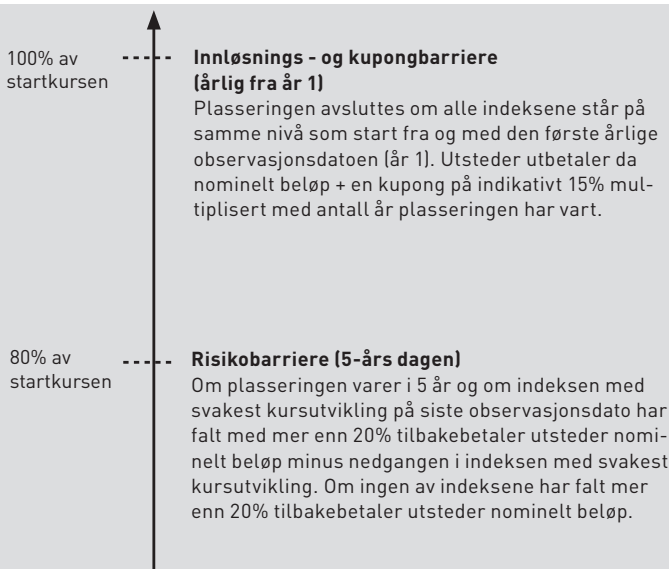 100% av
startkursen
Innløsnings - og kupongbarriere
(årlig fra år 1)
Plasseringen avsluttes om alle indeksene står på
samme nivå som start fra og med den første årlige
observasjonsdatoen (år 1). Utsteder utbetaler da
nominelt beløp + en kupong på indikativt 15% mul-
tiplisert med antall år plasseringen har vart.
80% av
startkursen
Risikobarriere (5-års dagen)
Om plasseringen varer i 5 år og om indeksen med
svakest kursutvikling på siste observasjonsdato har
falt med mer enn 20% tilbakebetaler utsteder nomi-
nelt beløp minus nedgangen i indeksen med svakest
kursutvikling. Om ingen av indeksene har falt mer
enn 20% tilbakebetaler utsteder nominelt beløp.